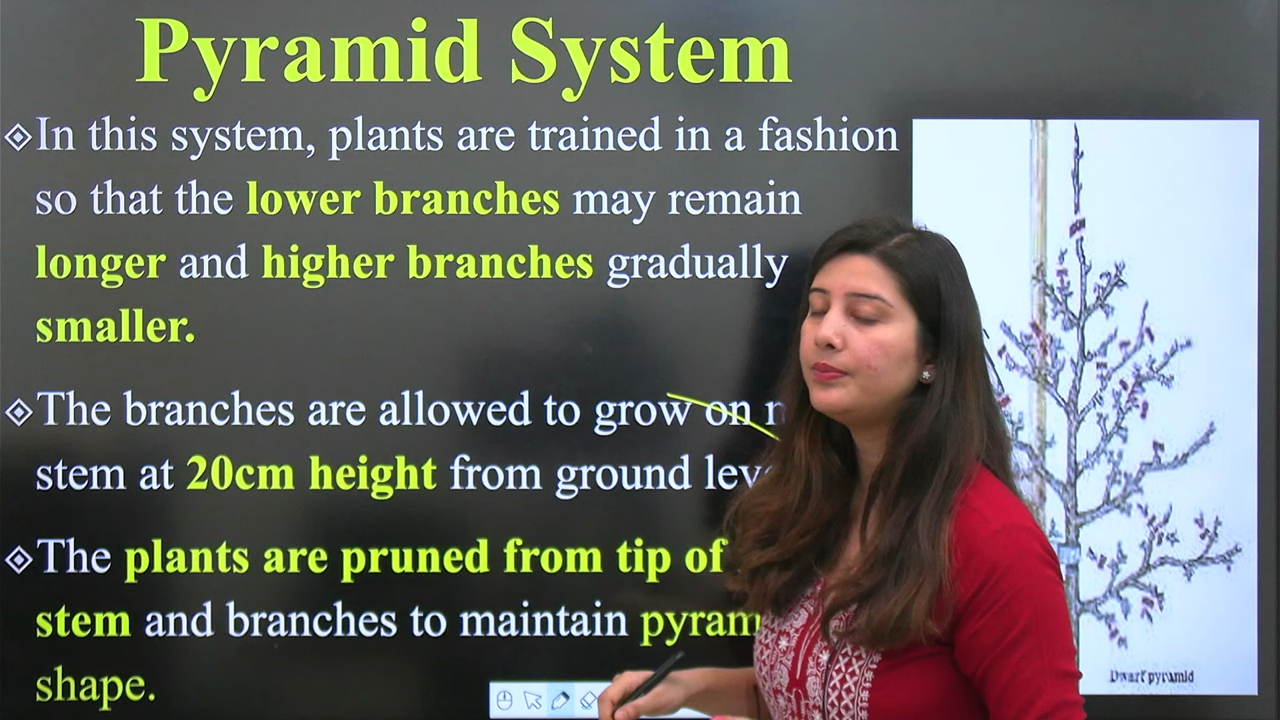 Pyramid System
In this system, plants are trained in a fashion
so that the lower branches may remain
longer and higher branches gradually
smaller.
The branches are allowed to grow on
stem at 20cm height from ground
The plants are pruned from tip of
stem and branches to maintain
shape.
Dwarf pyramid